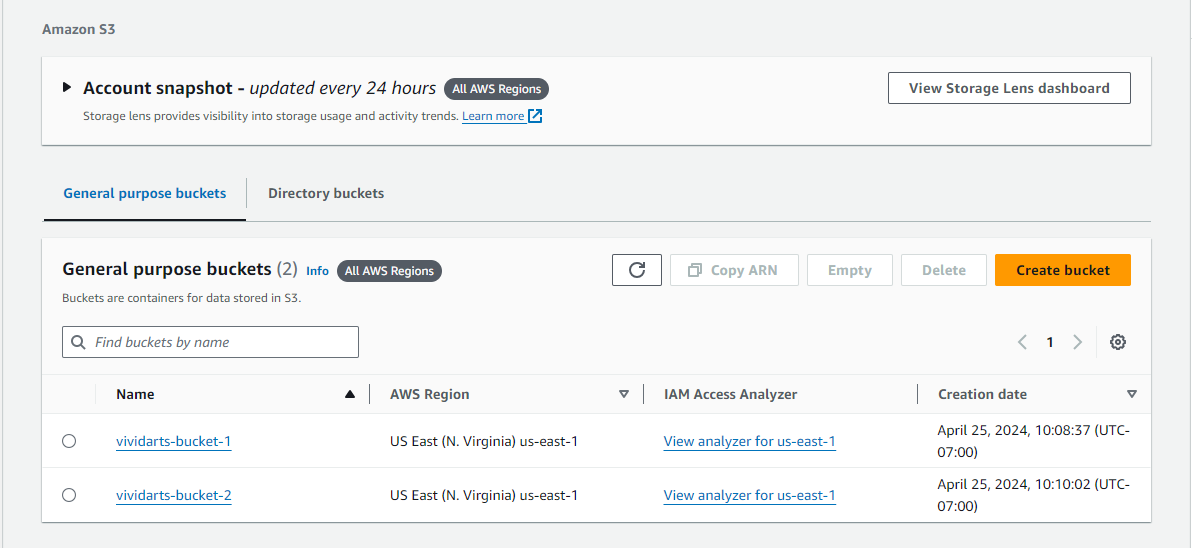 Amazon S3
Account snapshot - updated every 24 hours All AWS Regions
View Storage Lens dashboard
Storage lens provides visibility into storage usage and activity trends. Learn more
General purpose buckets
Directory buckets
General purpose buckets (2) Info All AWS Regions
Copy ARN
Empty
Delete
Create bucket
Buckets are containers for data stored in S3.
Find buckets by name
1
Name
AWS Region
IAM Access Analyzer
Creation date
vividarts-bucket-1
US East (N. Virginia) us-east-1
View analyzer for us-east-1
April 25, 2024, 10:08:37 (UTC-
07:00)
vividarts-bucket-2
US East (N. Virginia) us-east-1
View analyzer for us-east-1
April 25, 2024, 10:10:02 (UTC-
07:00)